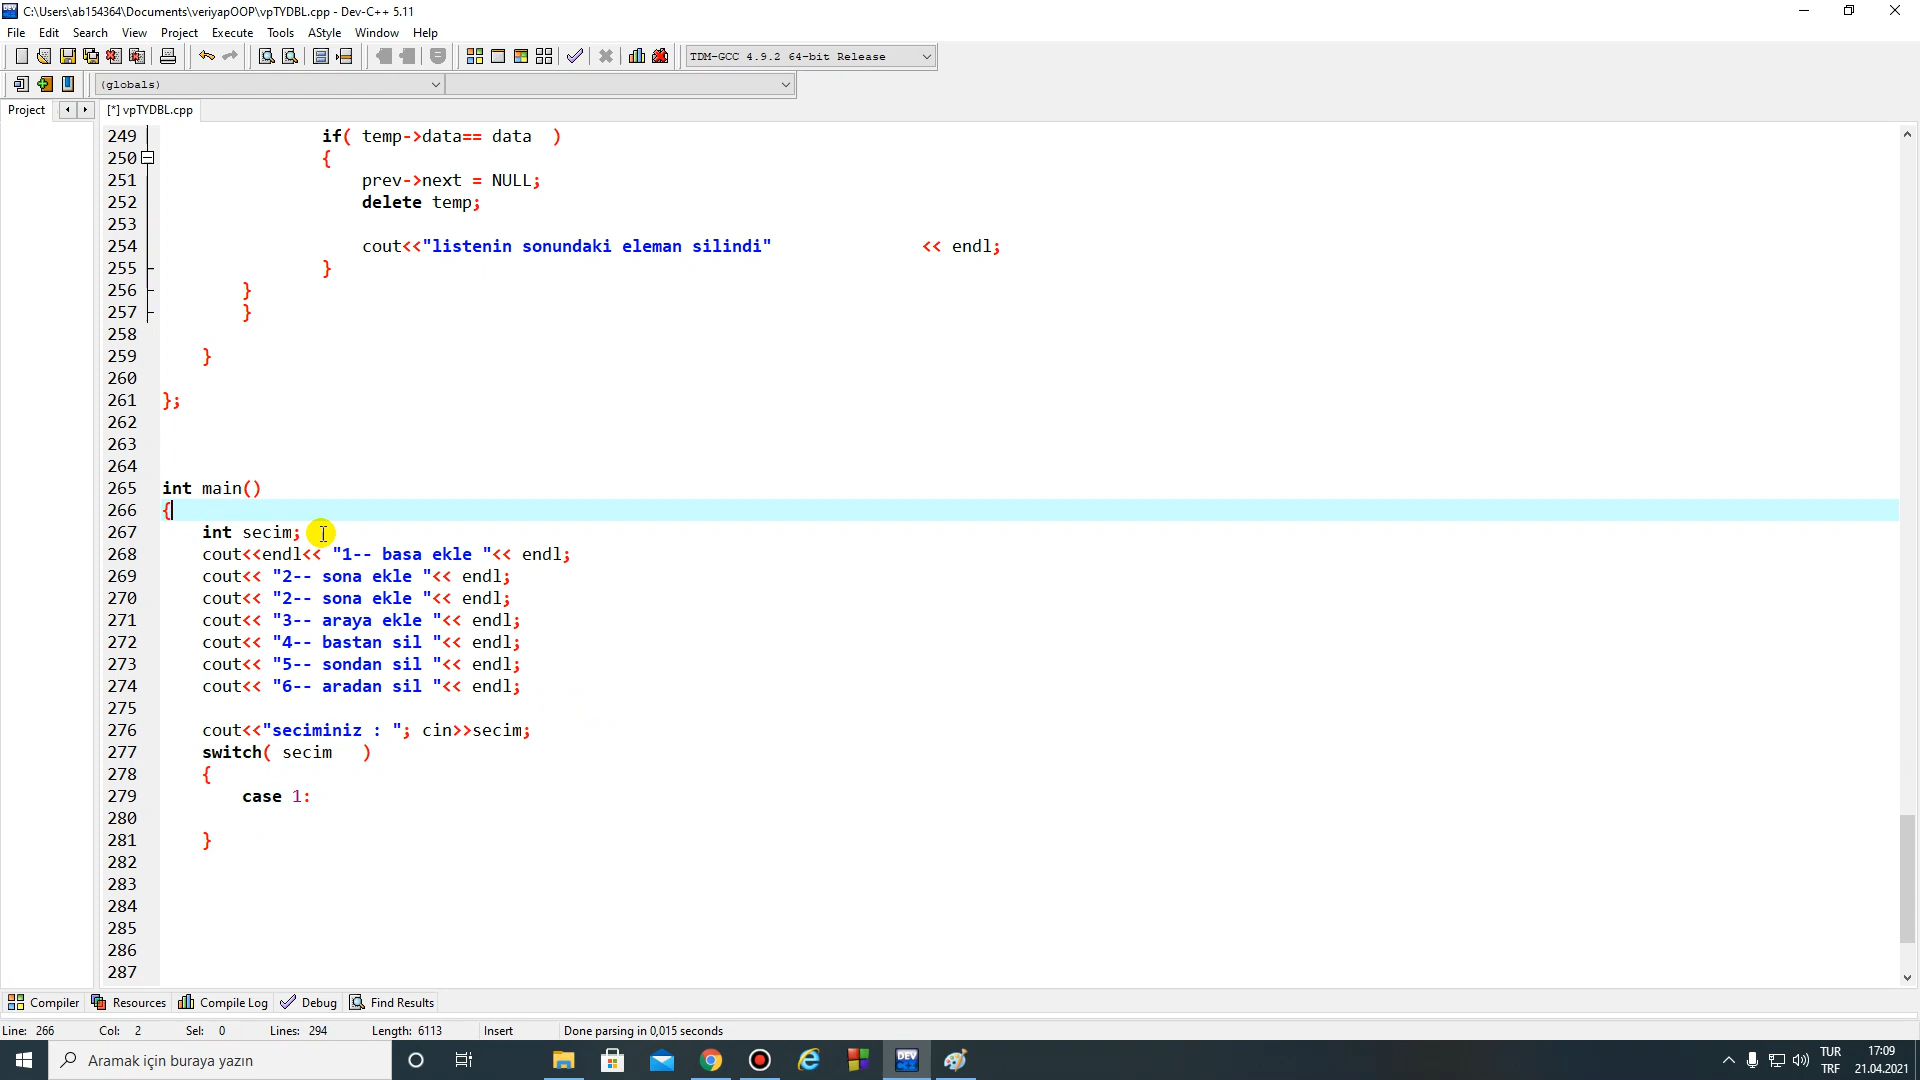 C:\Users\ab154364\Documents\veriyapOOP\vpTYDBL.cpp - Dev-C++ 5.11
File Edit Search View Project Execute Tools AStyle Window Help
TDM-GCC 4.9.2 64-bit Release
(globals)
Project [*] vpTYDBL.cpp
249 if( temp->data== data )
250 {
251 prev->next = NULL;
252 delete temp;
253
254 cout<<"listenin sonundaki eleman silindi" << endl;
255 }
256 }
257 }
258
259 }
260
261 };
262
263
264
265 int main()
266 {
267 int secim;
268 cout<<endl<< "1-- basa ekle "<< endl;
269 cout<< "2-- sona ekle "<< endl;
270 cout<< "2-- sona ekle "<< endl;
271 cout<< "3-- araya ekle "<< endl;
272 cout<< "4-- bastan sil "<< endl;
273 cout<< "5-- sondan sil "<< endl;
274 cout<< "6-- aradan sil "<< endl;
275
276 cout<<"seciminiz : "; cin>>secim;
277 switch( secim )
278 {
279 case 1:
280
281 }
282
283
284
285
286
287
Compiler Resources Compile Log Debug Find Results
Line: 266 Col: 2 Sel: 0 Lines: 294 Length: 6113 Insert Done parsing in 0,015 seconds
Aramak için buraya yazın
DEV
TUR
TRF
17:09
21.04.2021